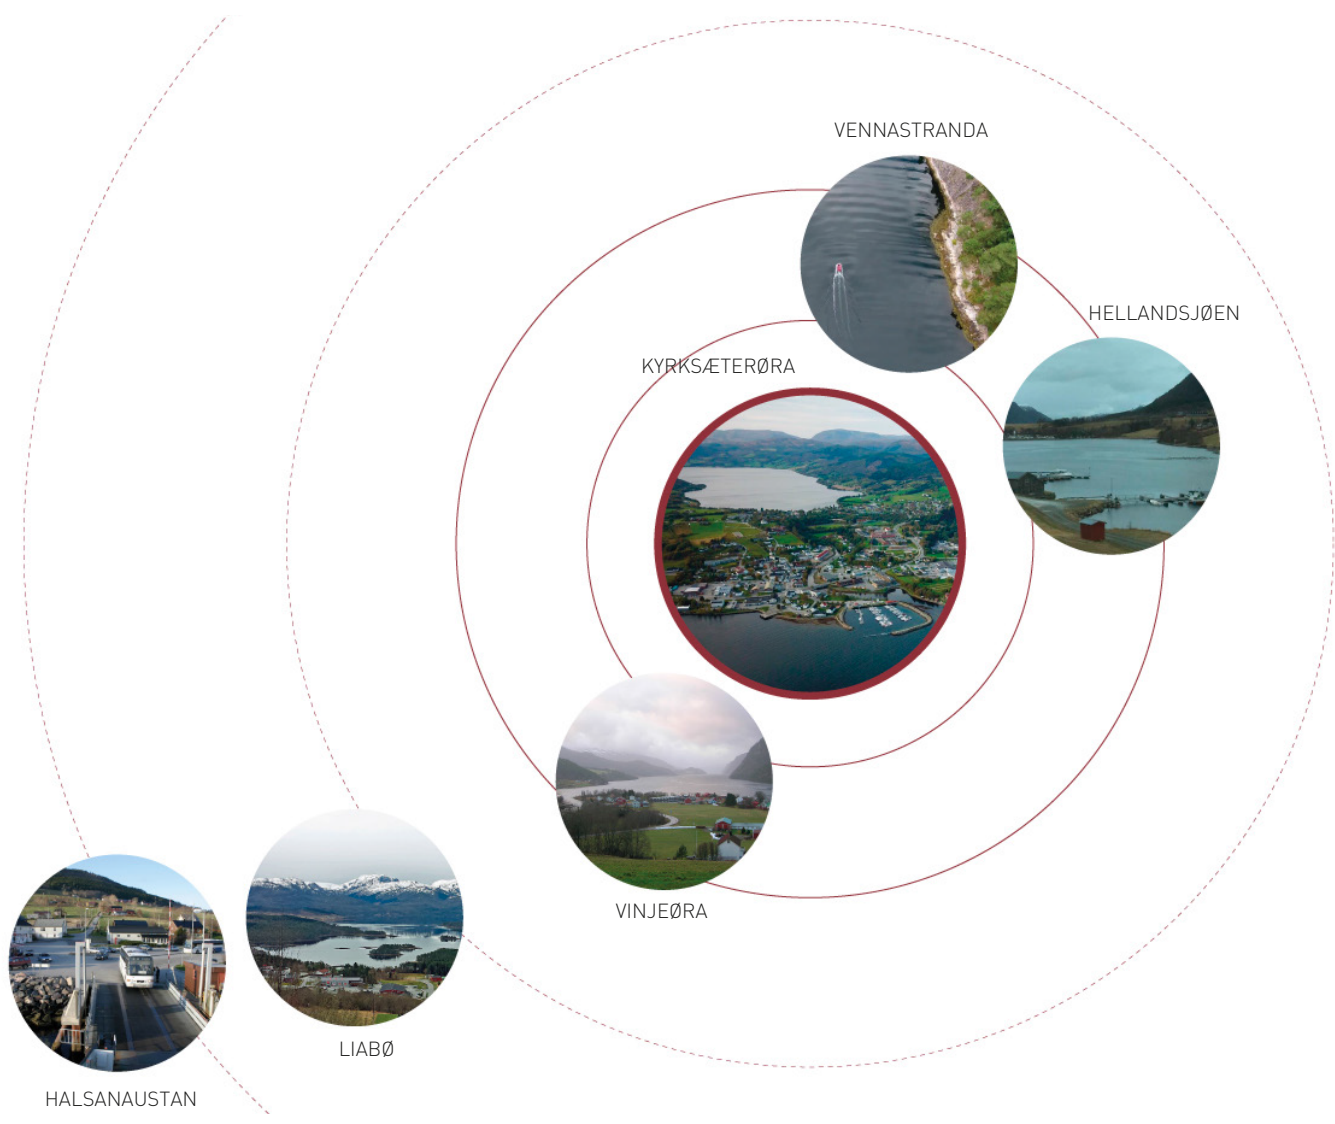 VENNASTRANDA
HELLANDSJØEN
KYRKSÆTERØRA
VINJEØRA
LIABØ
HALSANAUSTAN